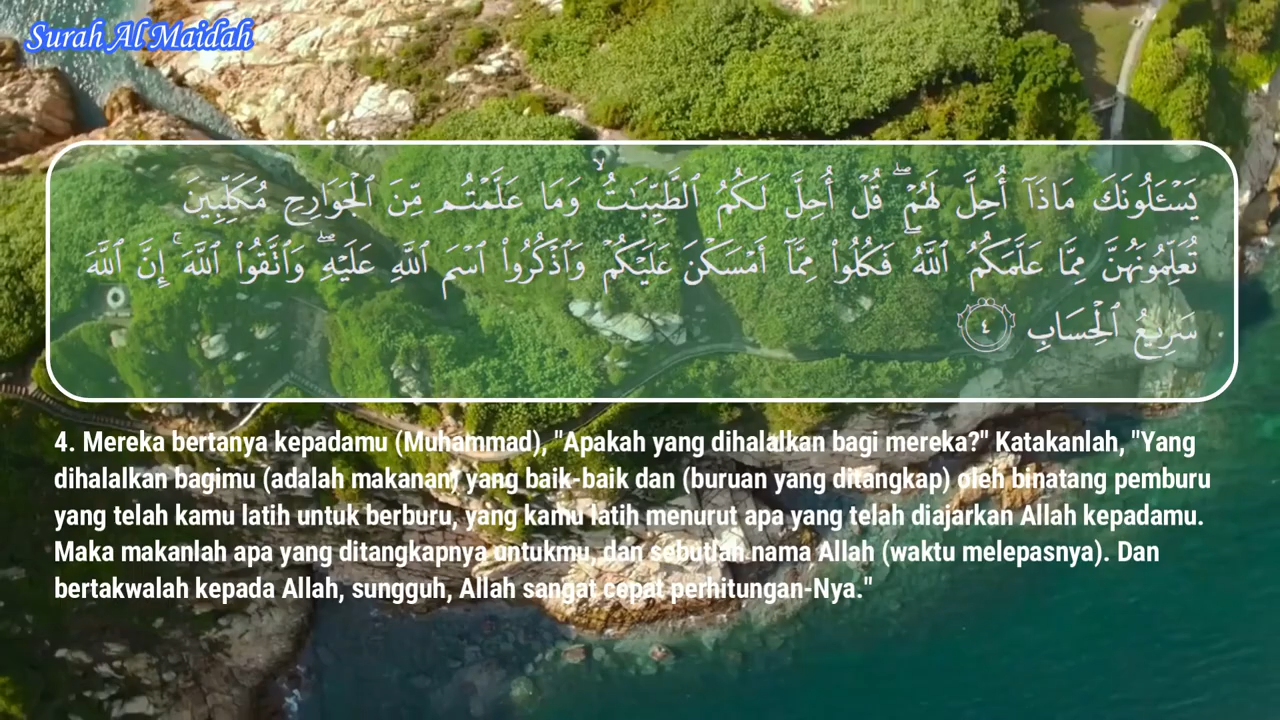 Surah Al Maidah
يَسْـَٔلُونَكَ مَاذَآ أُحِلَّ لَهُمْ ۖ قُلْ أُحِلَّ لَكُمُ ٱلطَّيِّبَـٰتُ ۙ وَمَا عَلَّمْتُم مِّنَ ٱلْجَوَارِحِ مُكَلِّبِينَ
تُعَلِّمُونَهُنَّ مِمَّا عَلَّمَكُمُ ٱللَّهُ ۖ فَكُلُوا۟ مِمَّآ أَمْسَكْنَ عَلَيْكُمْ وَٱذْكُرُوا۟ ٱسْمَ ٱللَّهِ عَلَيْهِ ۖ وَٱتَّقُوا۟ ٱللَّهَ ۚ إِنَّ ٱللَّهَ
سَرِيعُ ٱلْحِسَابِ ٤
4. Mereka bertanya kepadamu (Muhammad), "Apakah yang dihalalkan bagi mereka?" Katakanlah, "Yang
dihalalkan bagimu (adalah makanan) yang baik-baik dan (buruan yang ditangkap) oleh binatang pemburu
yang telah kamu latih untuk berburu, yang kamu latih menurut apa yang telah diajarkan Allah kepadamu.
Maka makanlah apa yang ditangkapnya untukmu, dan sebutlah nama Allah (waktu melepasnya). Dan
bertakwalah kepada Allah, sungguh, Allah sangat cepat perhitungan-Nya."